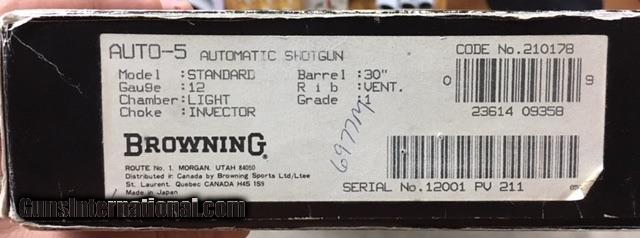 AUTO-5 AUTOMATIC SHOTGUN
CODE No.210178
Model :STANDARD Barrel :30"
Gauge :12 Rib :VENT.
Chamber:LIGHT Grade :1
Choke :INVECTOR
0 9
23614 09358
6977M
BROWNING
ROUTE No. 1. MORGAN, UTAH 84050
Distributed in Canada by Browning Sports Ltd/Ltee
St. Laurent, Quebec CANADA H4S 1S9
Made in Japan
SERIAL No.12001 PV 211
GunsInternational.com